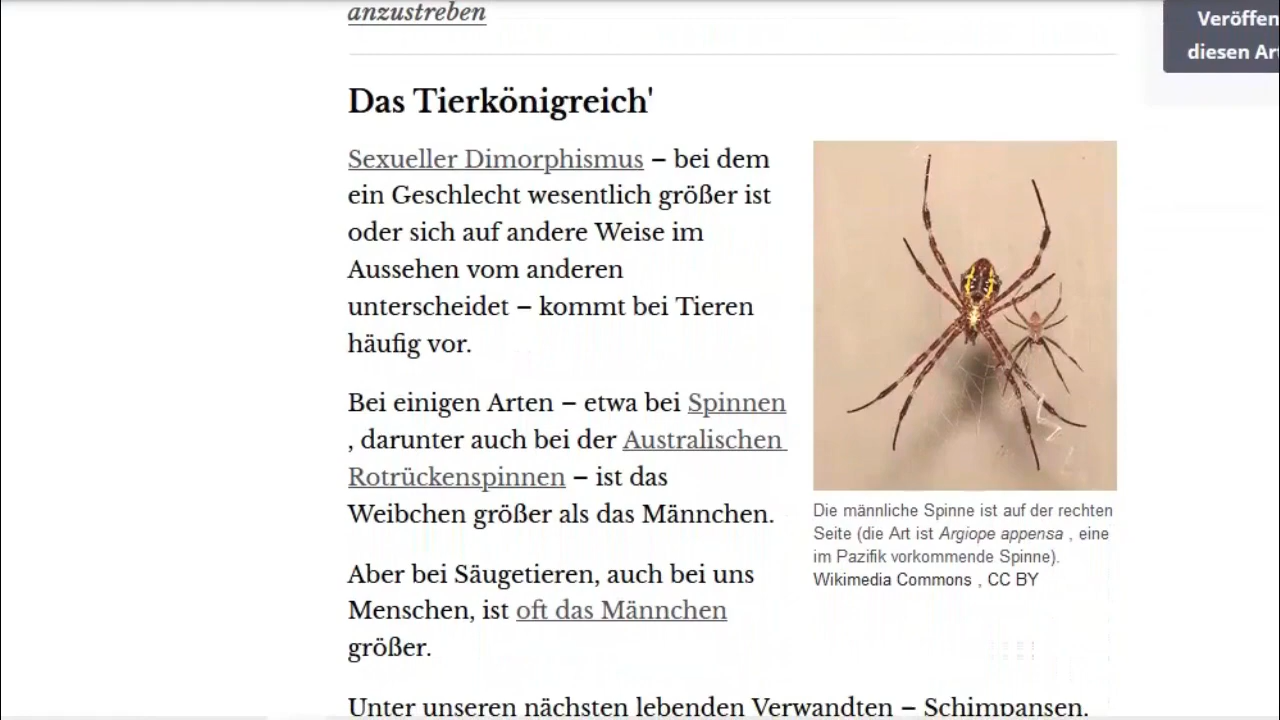 anzustreben
Veröffen
diesen Ar
Das Tierkönigreich'
Sexueller Dimorphismus – bei dem
ein Geschlecht wesentlich größer ist
oder sich auf andere Weise im
Aussehen vom anderen
unterscheidet – kommt bei Tieren
häufig vor.
Bei einigen Arten – etwa bei Spinnen
, darunter auch bei der Australischen
Rotrückenspinnen – ist das
Weibchen größer als das Männchen.
Aber bei Säugetieren, auch bei uns
Menschen, ist oft das Männchen
größer.
Die männliche Spinne ist auf der rechten
Seite (die Art ist Argiope appensa , eine
im Pazifik vorkommende Spinne).
Wikimedia Commons , CC BY
Unter unseren nächsten lebenden Verwandten – Schimpansen,